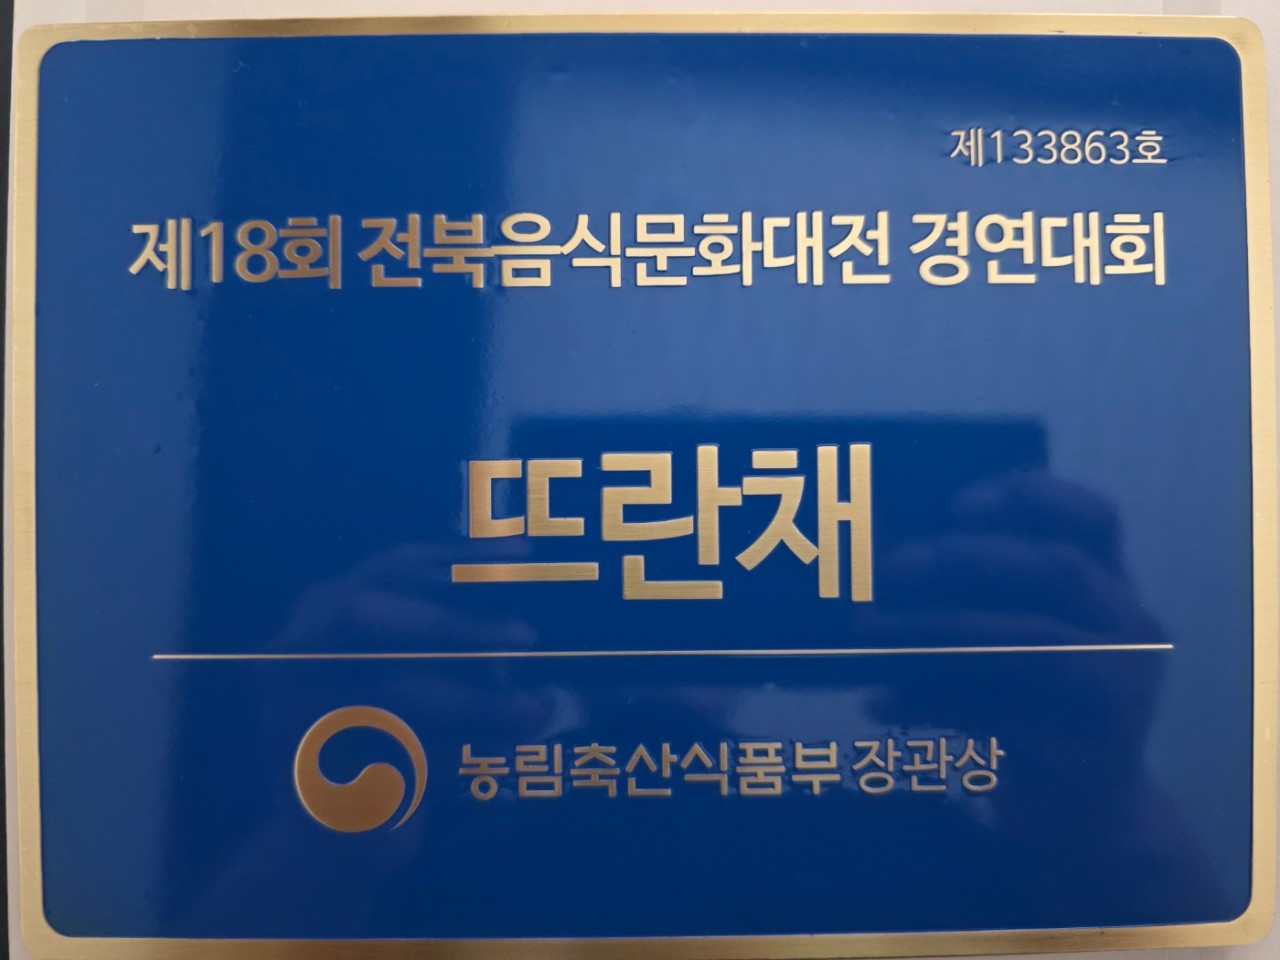 제133863호
제18회 전북음식문화대전 경연대회
뜨란채
농림축산식품부 장관상